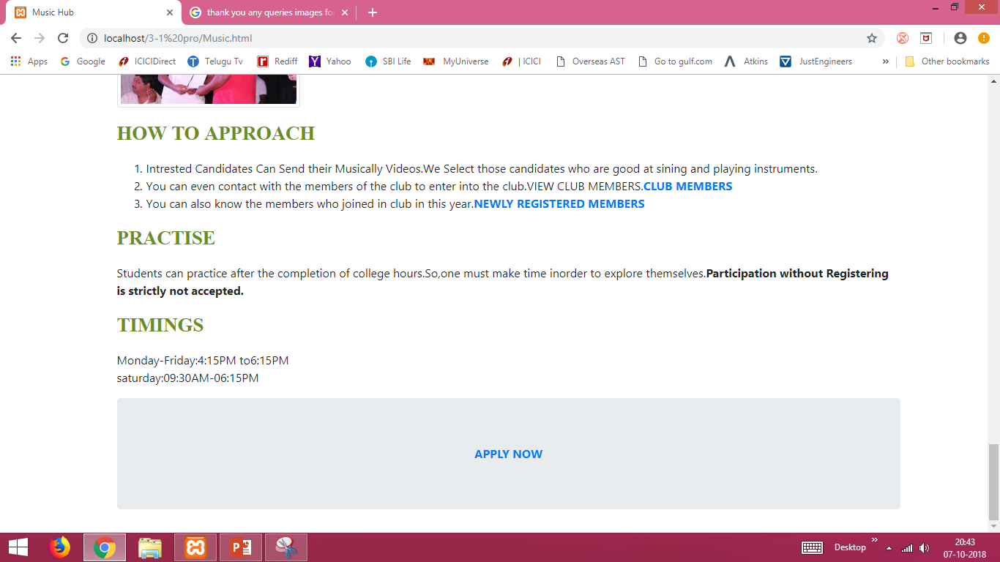 Music Hub
thank you any queries images for
localhost/3-1%20pro/Music.html
Apps Google ICICIDirect Telugu Tv Rediff Yahoo SBI Life MyUniverse | ICICI Overseas AST Go to gulf.com Atkins JustEngineers » Other bookmarks
HOW TO APPROACH
1. Intrested Candidates Can Send their Musically Videos.We Select those candidates who are good at sining and playing instruments.
2. You can even contact with the members of the club to enter into the club.VIEW CLUB MEMBERS.CLUB MEMBERS
3. You can also know the members who joined in club in this year.NEWLY REGISTERED MEMBERS
PRACTISE
Students can practice after the completion of college hours.So,one must make time inorder to explore themselves.Participation without Registering
is strictly not accepted.
TIMINGS
Monday-Friday:4:15PM to6:15PM
saturday:09:30AM-06:15PM
APPLY NOW
Desktop »
20:43
07-10-2018